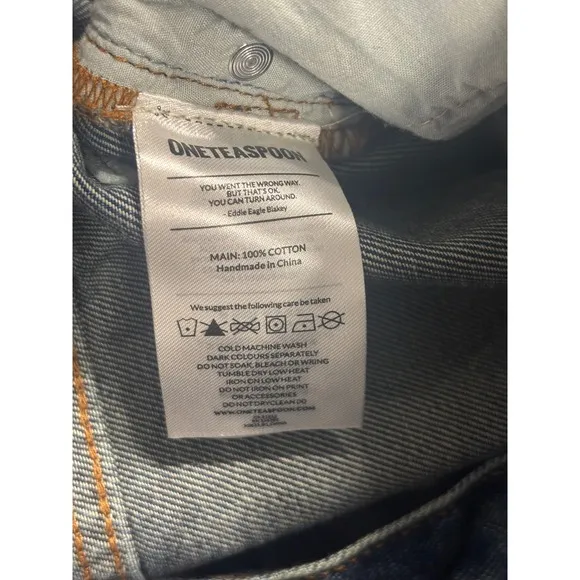 ONETEASPOON
YOU WENT THE WRONG WAY.
BUT THAT'S OK.
YOU CAN TURN AROUND.
- Eddie Eagle Blakey
MAIN: 100% COTTON
Handmade in China
We suggest the following care be taken
COLD MACHINE WASH
DARK COLOURS SEPARATELY
DO NOT SOAK, BLEACH OR WRING
TUMBLE DRY LOW HEAT
IRON ON LOW HEAT
DO NOT IRON ON PRINT
OR ACCESSORIES
DO NOT DRYCLEAN DO
WWW.ONETEASPOON.COM